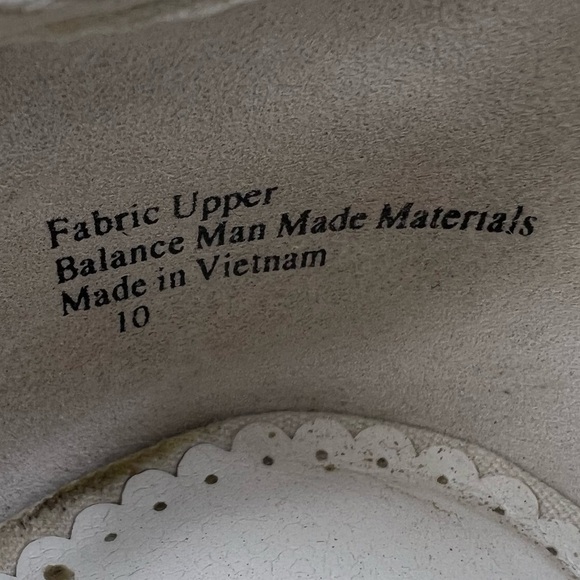 Fabric Upper
Balance Man Made Materials
Made in Vietnam
10